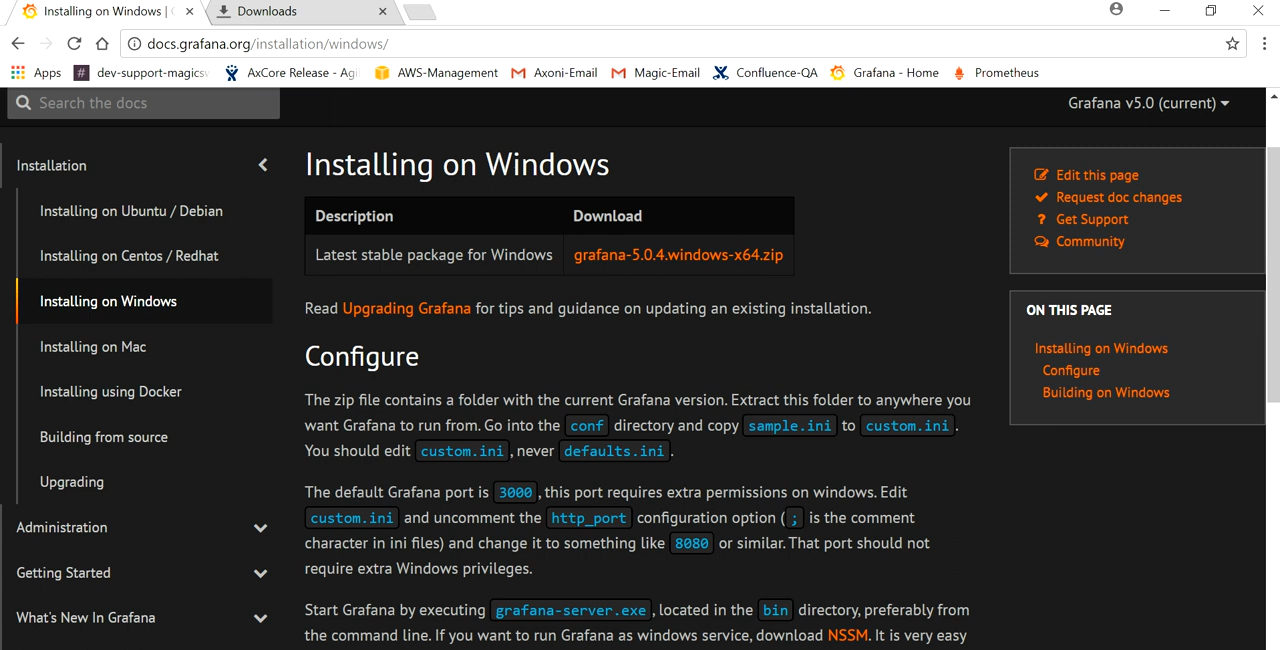 Installing on Windows |
Downloads
docs.grafana.org/installation/windows/
Apps
dev-support-magicsw
AxCore Release - Agi
AWS-Management
Axoni-Email
Magic-Email
Confluence-QA
Grafana - Home
Prometheus
Search the docs
Grafana v5.0 (current)
Installation
Installing on Ubuntu / Debian
Installing on Centos / Redhat
Installing on Windows
Installing on Mac
Installing using Docker
Building from source
Upgrading
Administration
Getting Started
What's New In Grafana
Installing on Windows
Description Download
Latest stable package for Windows grafana-5.0.4.windows-x64.zip
Read Upgrading Grafana for tips and guidance on updating an existing installation.
Configure
The zip file contains a folder with the current Grafana version. Extract this folder to anywhere you
want Grafana to run from. Go into the conf directory and copy sample.ini to custom.ini.
You should edit custom.ini, never defaults.ini.
The default Grafana port is 3000, this port requires extra permissions on windows. Edit
custom.ini and uncomment the http_port configuration option (; is the comment
character in ini files) and change it to something like 8080 or similar. That port should not
require extra Windows privileges.
Start Grafana by executing grafana-server.exe, located in the bin directory, preferably from
the command line. If you want to run Grafana as windows service, download NSSM. It is very easy
Edit this page
Request doc changes
Get Support
Community
ON THIS PAGE
Installing on Windows
Configure
Building on Windows